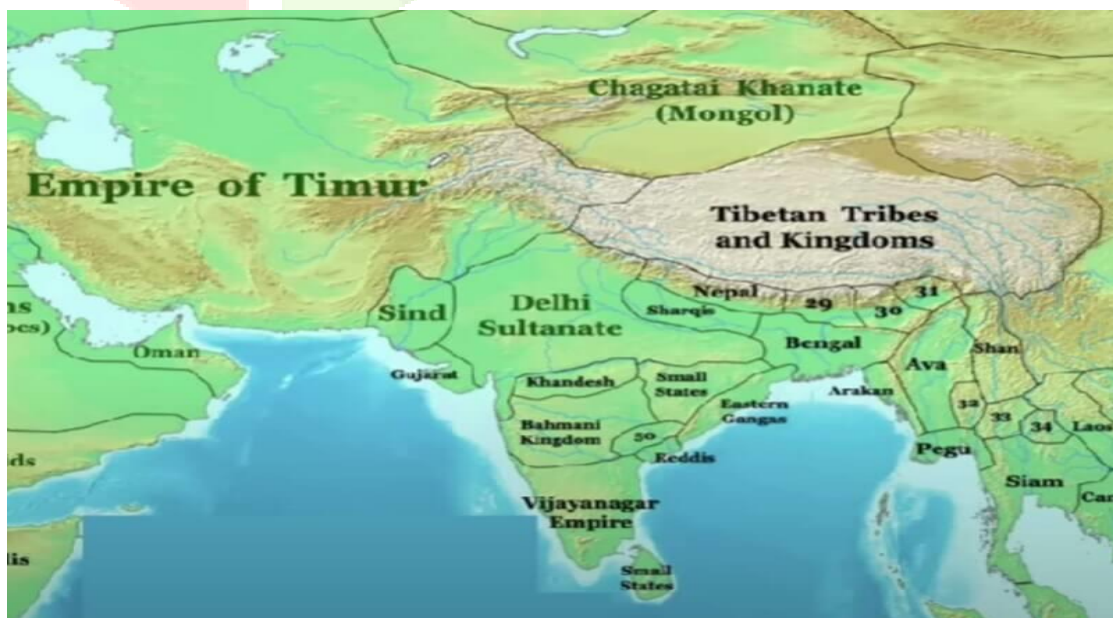 Chagatai Khanate
(Mongol)
Empire of Timur
Tibetan Tribes
and Kingdoms
Nepal
29
30
31
Sind
Delhi
Sultanate
Sharqis
Bengal
Shan
Oman
Gujarat
Khandesh
Small
States
Ava
Arakan
Eastern
Gangas
32
33
34
Laos
Bahmani
Kingdom
50
Reddis
Pegu
Siam
Vijayanagar
Empire
Small
States